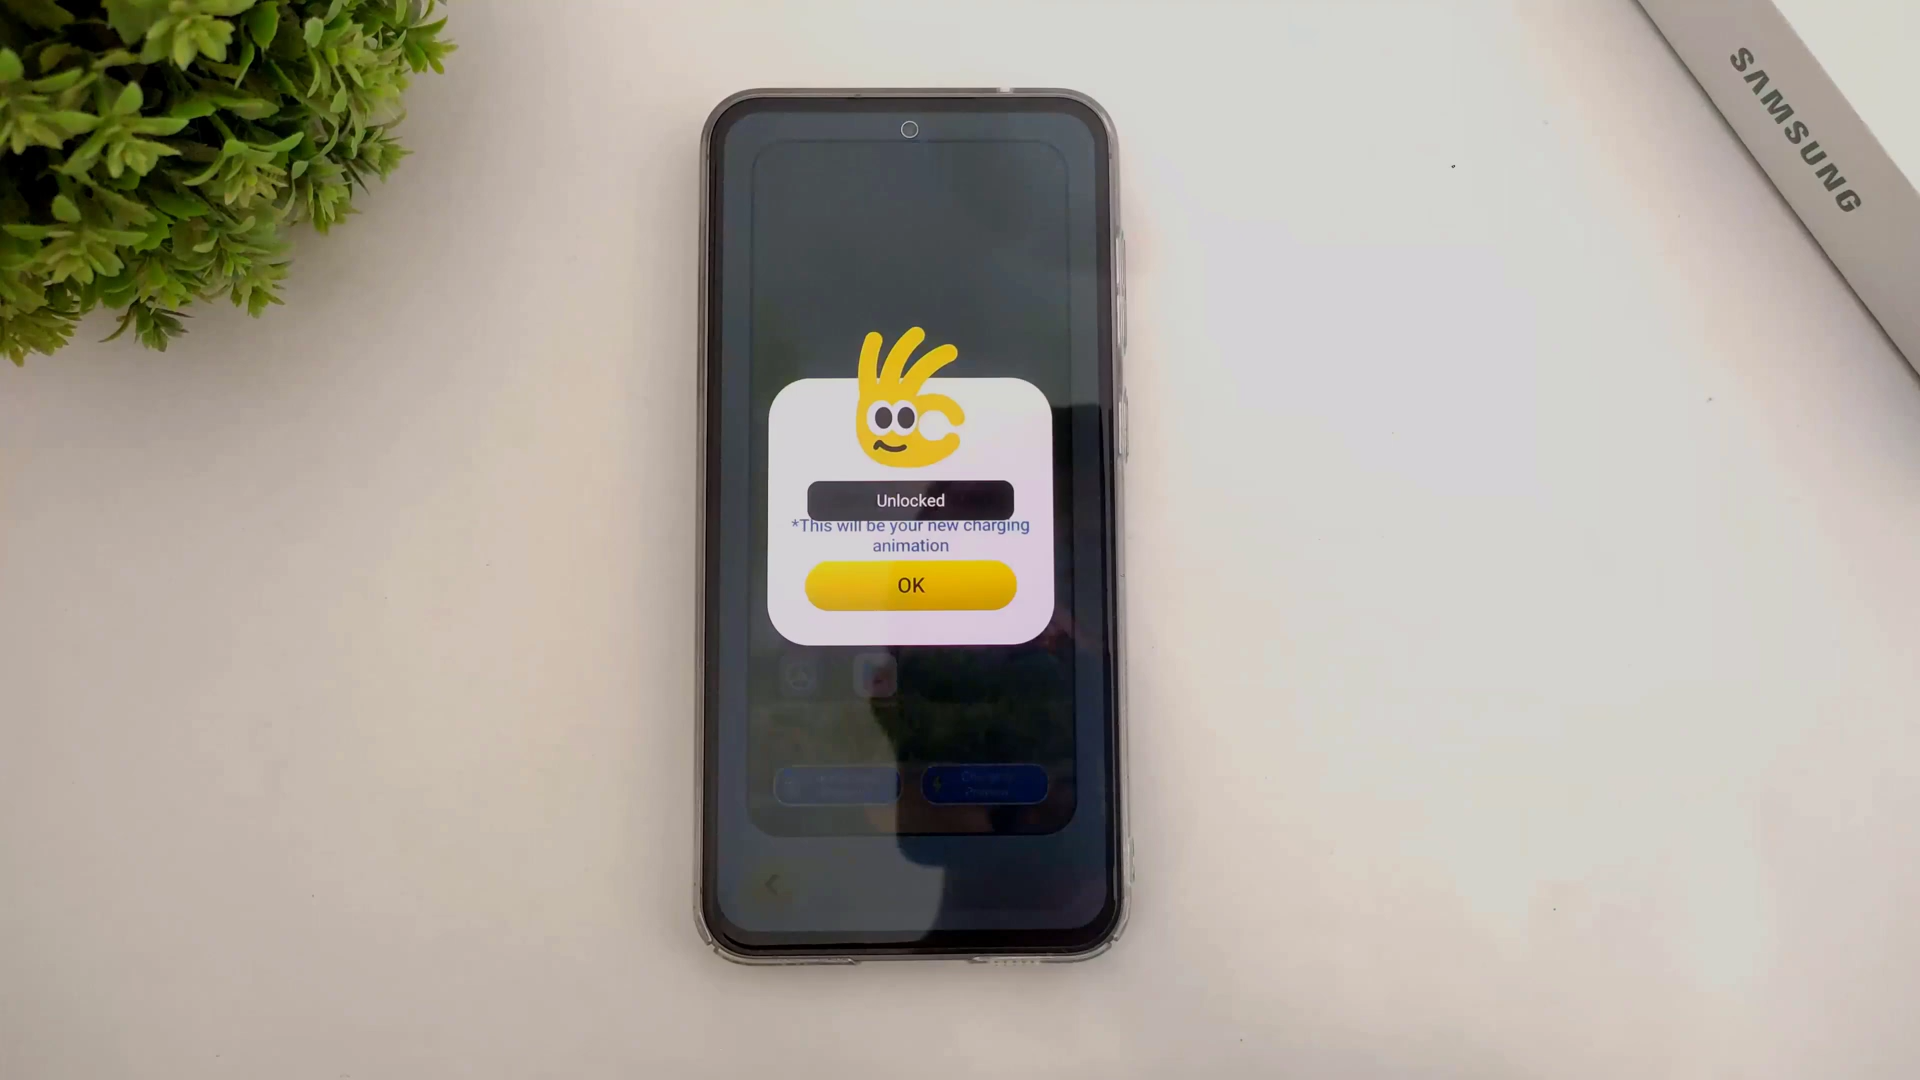 SAMSUNG
Unlocked
*This will be your new charging
animation
OK